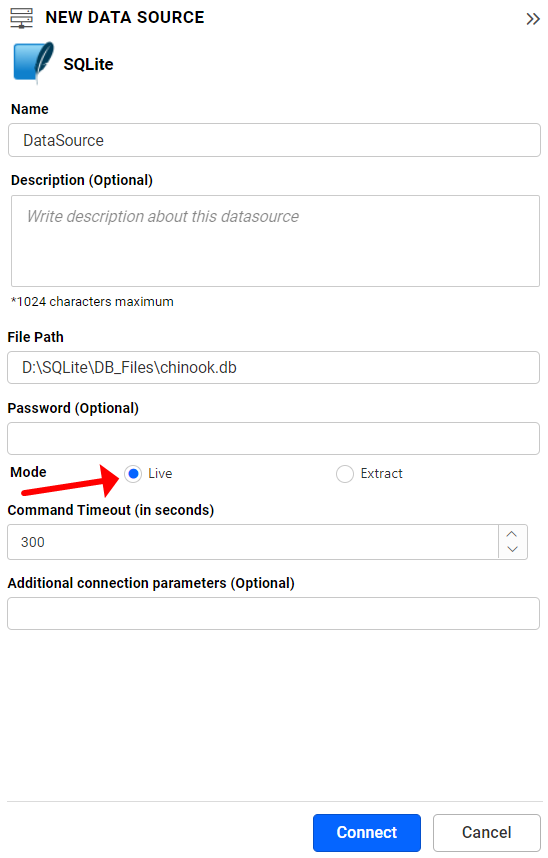 NEW DATA SOURCE
SQLite
Name
DataSource
Description (Optional)
Write description about this datasource
*1024 characters maximum
File Path
D:\SQLite\DB_Files\chinook.db
Password (Optional)
Mode Live Extract
Command Timeout (in seconds)
300
Additional connection parameters (Optional)
Connect Cancel